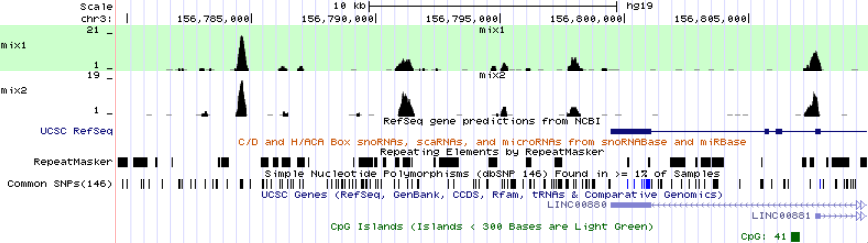 Scale 10 kb hg19
chr3: 156,785,000 156,790,000 156,795,000 156,800,000 156,805,000
mix1
21
mix1
1
mix2
19
mix2
1
RefSeq gene predictions from NCBI
UCSC RefSeq
C/D and H/ACA Box snoRNAs, scaRNAs, and microRNAs from snoRNABase and miRBase
Repeating Elements by RepeatMasker
RepeatMasker
Simple Nucleotide Polymorphisms (dbSNP 146) Found in >= 1% of Samples
Common SNPs(146)
UCSC Genes (RefSeq, GenBank, CCDS, Rfam, tRNAs & Comparative Genomics)
LINC00880
LINC00881
CpG Islands (Islands < 300 Bases are Light Green)
CpG: 41